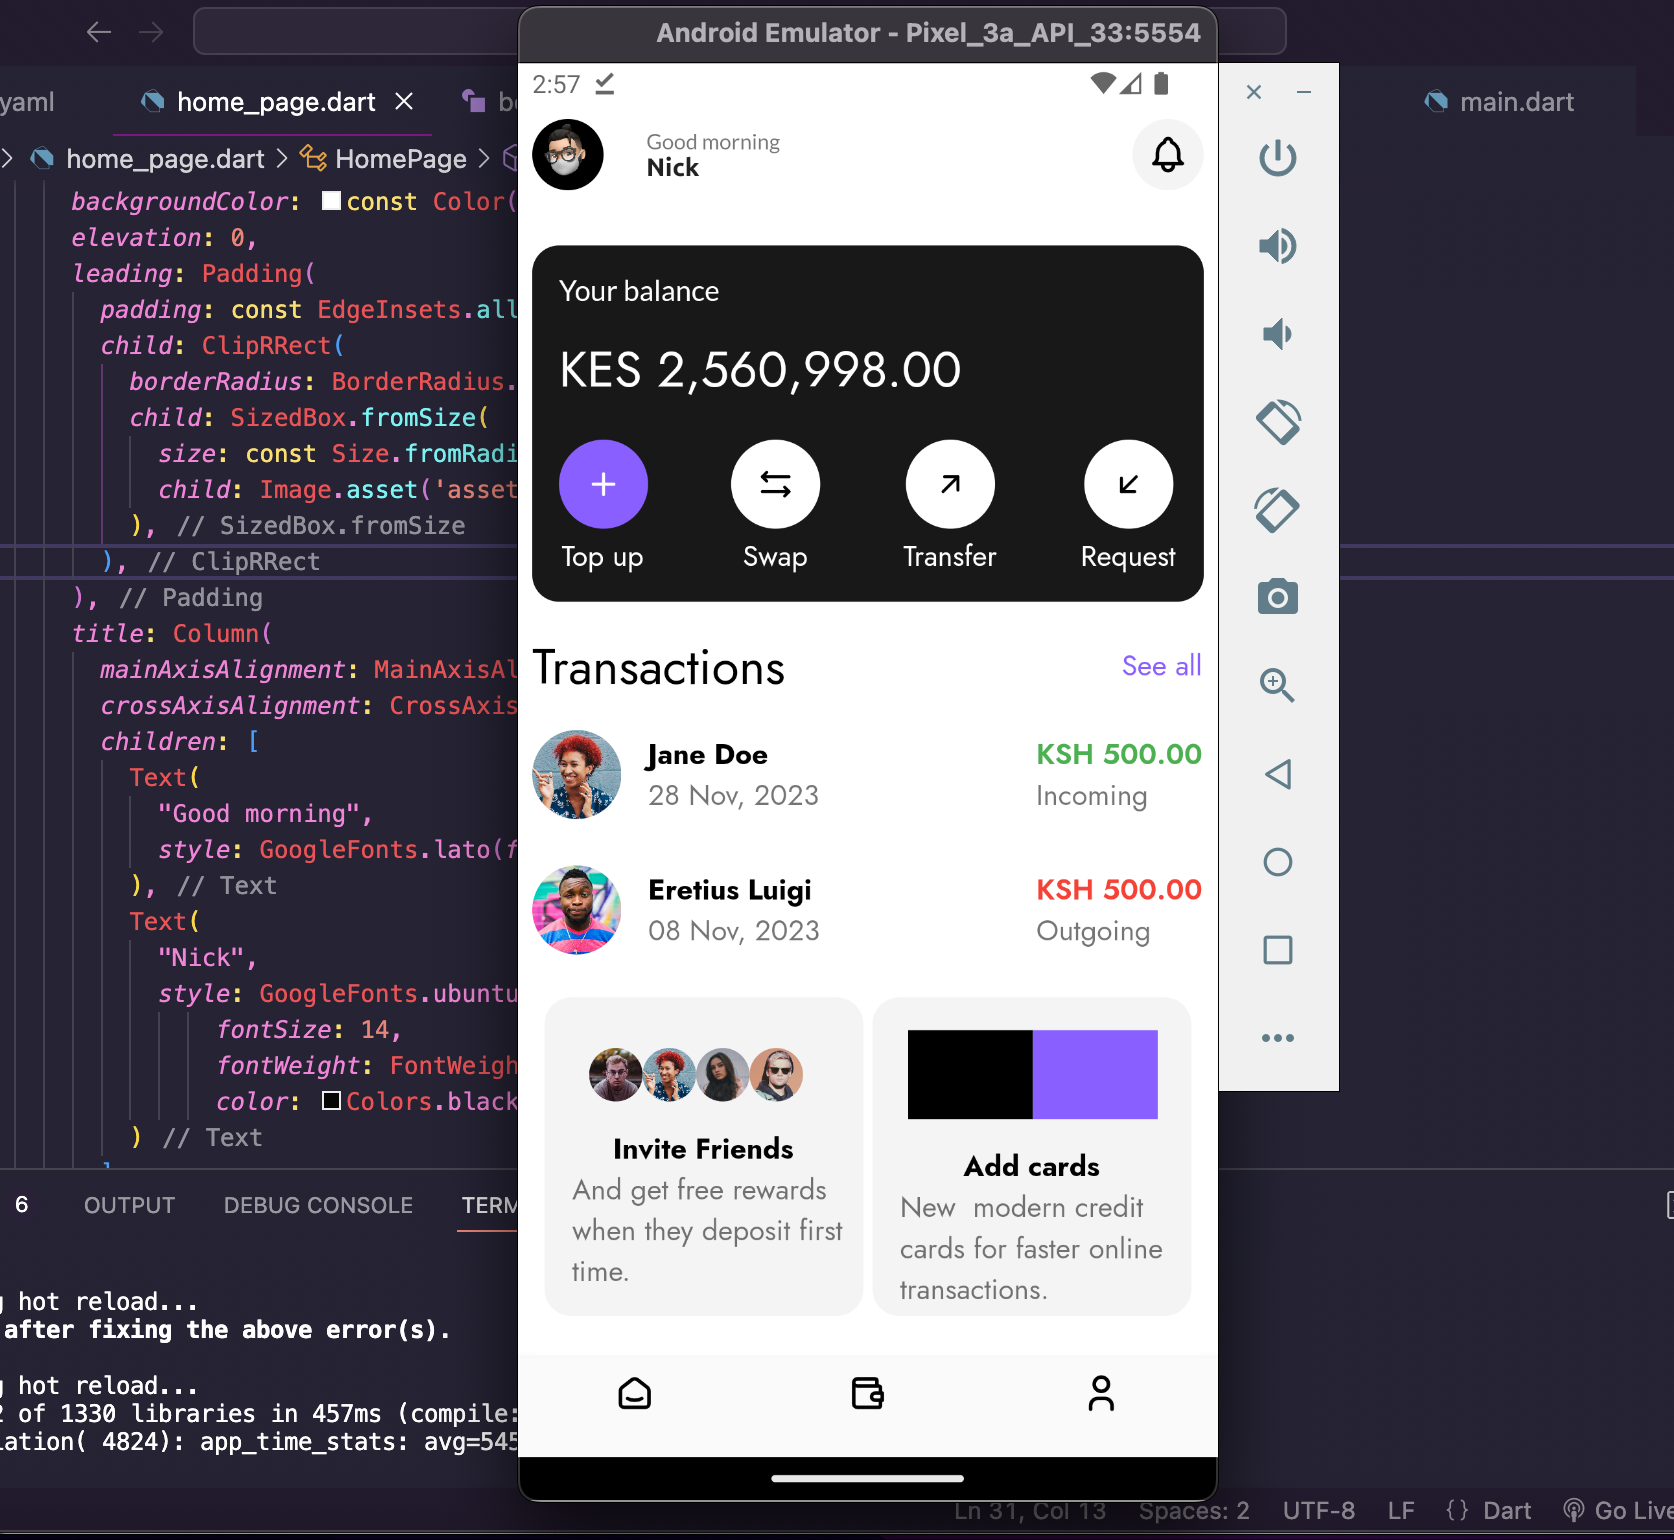 Android Emulator - Pixel_3a_API_33:5554
yaml
home_page.dart
main.dart
home_page.dart > HomePage >
backgroundColor: const Color(
elevation: 0,
leading: Padding(
padding: const EdgeInsets.all
child: ClipRRect(
borderRadius: BorderRadius.
child: SizedBox.fromSize(
size: const Size.fromRadi
child: Image.asset('asset
), // SizedBox.fromSize
), // ClipRRect
), // Padding
title: Column(
mainAxisAlignment: MainAxisAl
crossAxisAlignment: CrossAxis
children: [
Text(
"Good morning",
style: GoogleFonts.lato(f
), // Text
Text(
"Nick",
style: GoogleFonts.ubuntu
fontSize: 14,
fontWeight: FontWeigh
color: Colors.black
) // Text
6
OUTPUT
DEBUG CONSOLE
TERM
hot reload...
after fixing the above error(s).
hot reload...
2 of 1330 libraries in 457ms (compile:
lation( 4824): app_time_stats: avg=545
2:57
Good morning
Nick
Your balance
KES 2,560,998.00
Top up
Swap
Transfer
Request
Transactions
See all
Jane Doe
KSH 500.00
28 Nov, 2023
Incoming
Eretius Luigi
KSH 500.00
08 Nov, 2023
Outgoing
Invite Friends
And get free rewards
when they deposit first
time.
Add cards
New  modern credit
cards for faster online
transactions.
Ln 31, Col 13
Spaces: 2
UTF-8
LF
{ } Dart
Go Live